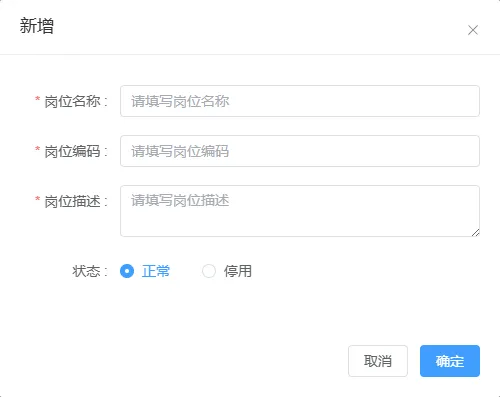 新增
* 岗位名称 : 请填写岗位名称
* 岗位编码 : 请填写岗位编码
* 岗位描述 : 请填写岗位描述
状态 : 正常 停用
取消 确定